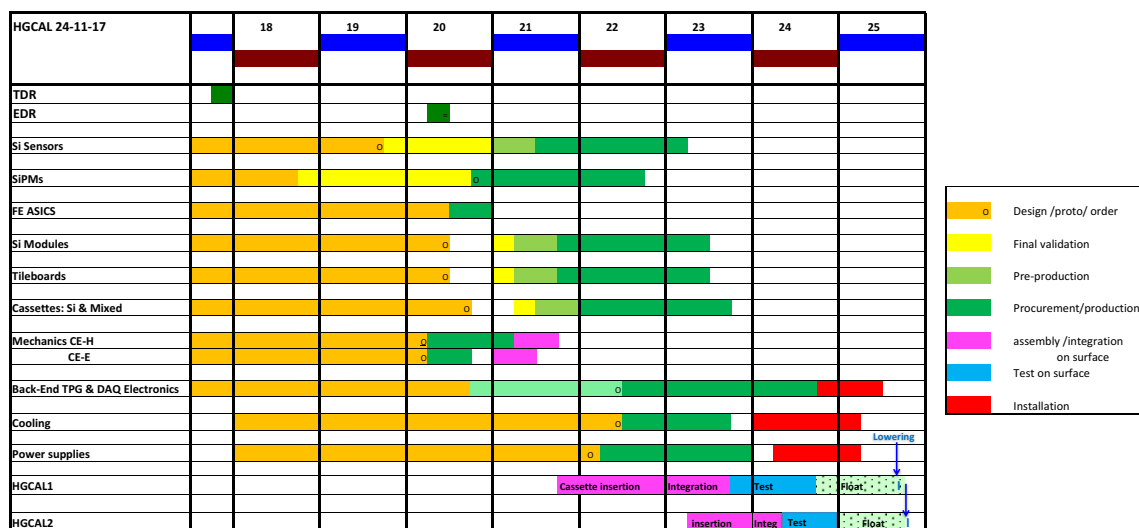 HGCAL 24-11-17 18 19 20 21 22 23 24 25
TDR
EDR
Si Sensors o
SiPMs o
FE ASICS
Si Modules o
Tileboards o
Cassettes: Si & Mixed o
Mechanics CE-H o
CE-E o
Back-End TPG & DAQ Electronics o
Cooling o
Lowering
Power supplies o
HGCAL1 Cassette insertion Integration Test Float
HGCAL2 insertion Integ Test Float
o Design /proto/ order
Final validation
Pre-production
Procurement/production
assembly /integration
on surface
Test on surface
Installation